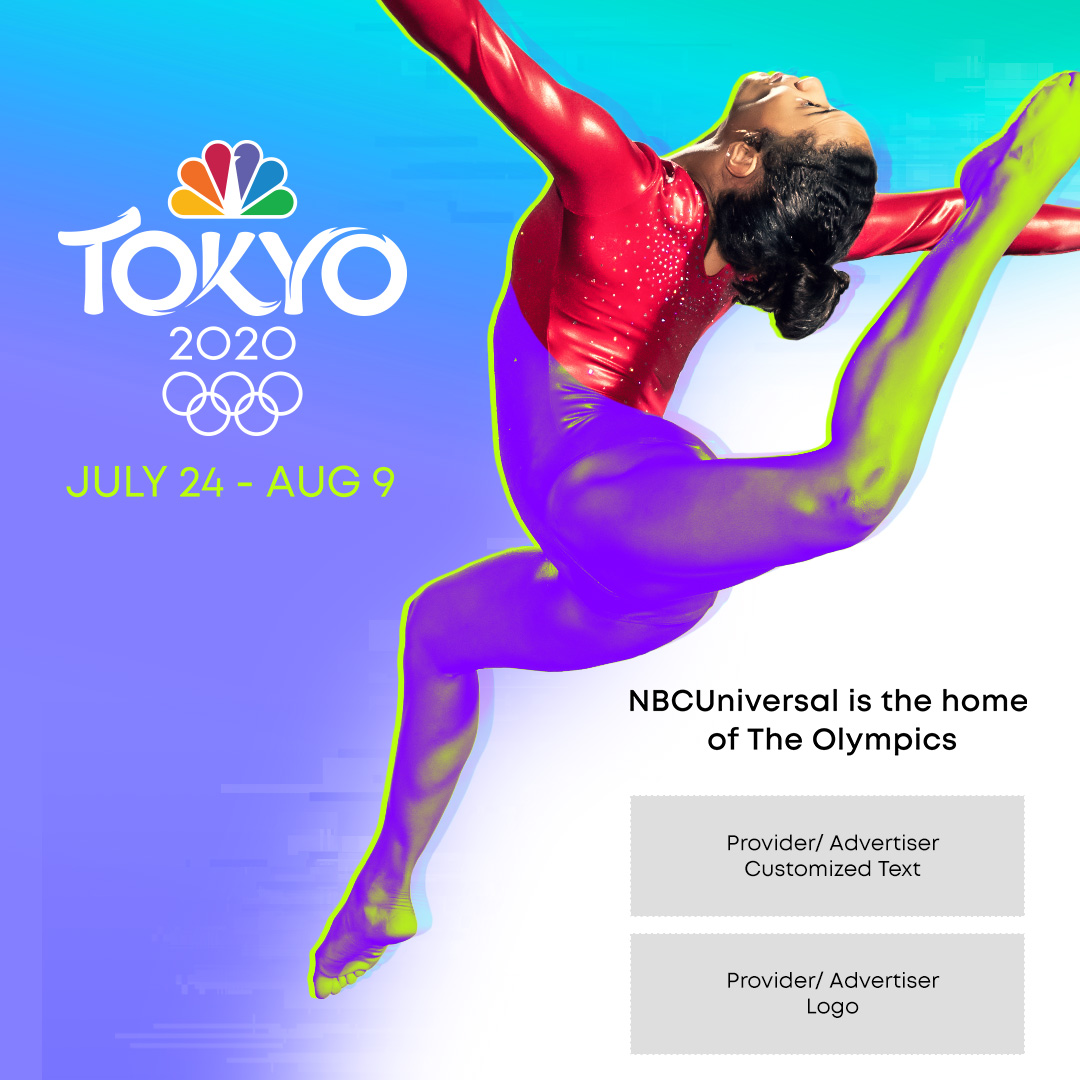 TOKYO
2020
JULY 24 - AUG 9
NBCUniversal is the home
of The Olympics
Provider/ Advertiser
Customized Text
Provider/ Advertiser
Logo